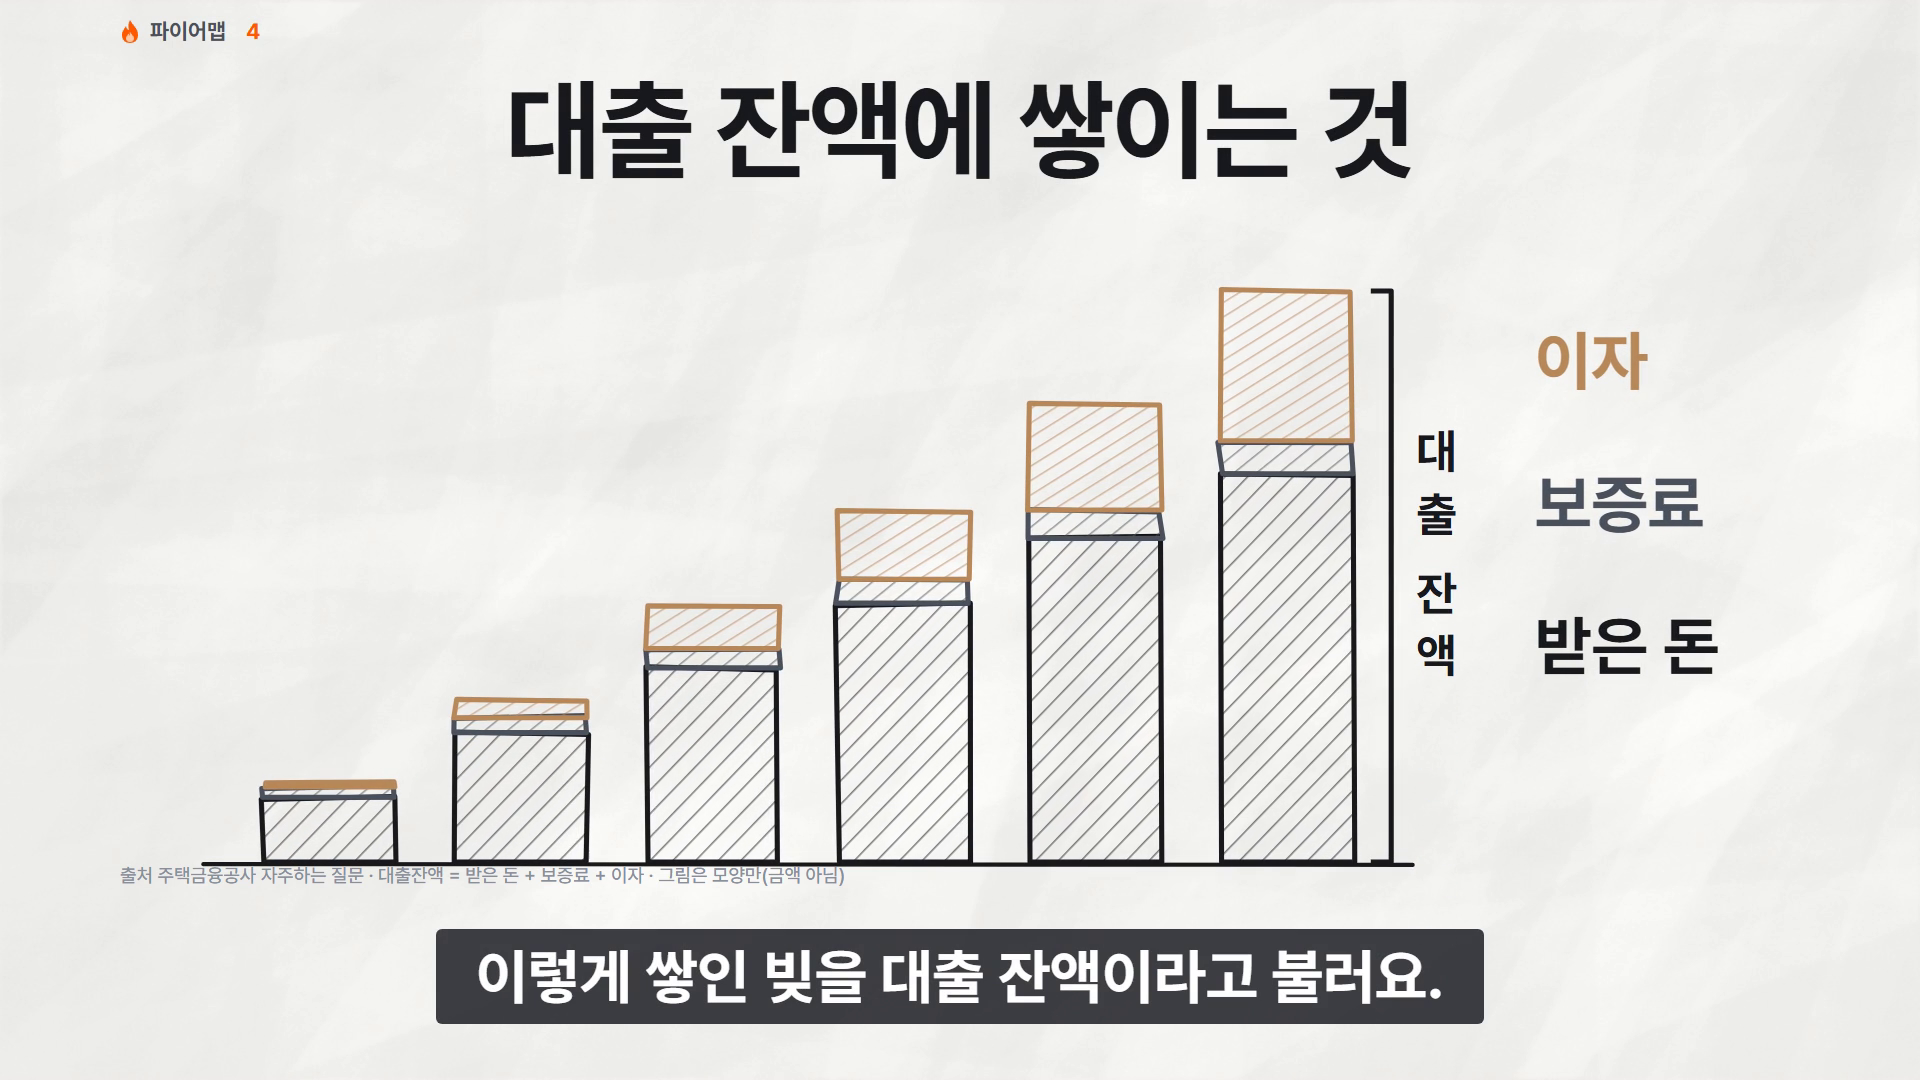 파이어맵 4
대출 잔액에 쌓이는 것
이자
보증료
받은 돈
대출 잔액
출처 주택금융공사 자주하는 질문 · 대출잔액 = 받은 돈 + 보증료 + 이자 · 그림은 모양만(금액 아님)
이렇게 쌓인 빚을 대출 잔액이라고 불러요.